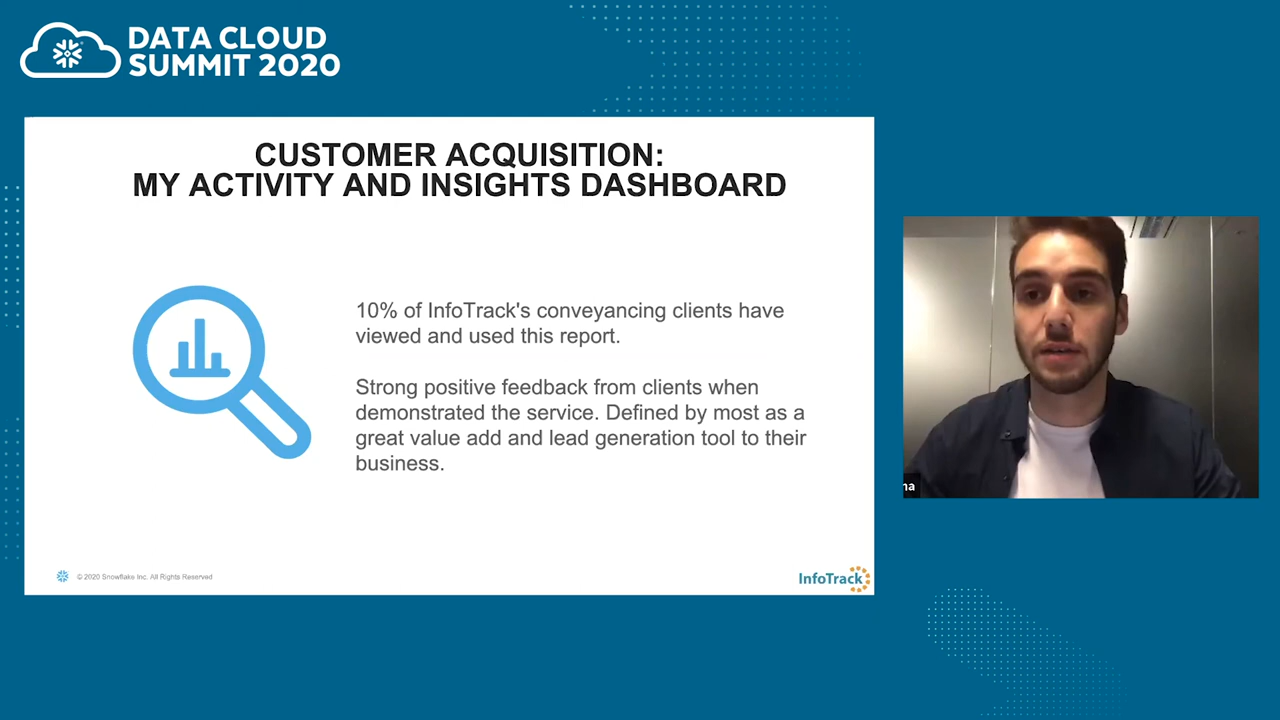 DATA CLOUD
SUMMIT 2020
CUSTOMER ACQUISITION:
MY ACTIVITY AND INSIGHTS DASHBOARD
10% of InfoTrack's conveyancing clients have
viewed and used this report.
Strong positive feedback from clients when
demonstrated the service. Defined by most as a
great value add and lead generation tool to their
business.
na
© 2020 Snowflake Inc. All Rights Reserved
InfoTrack